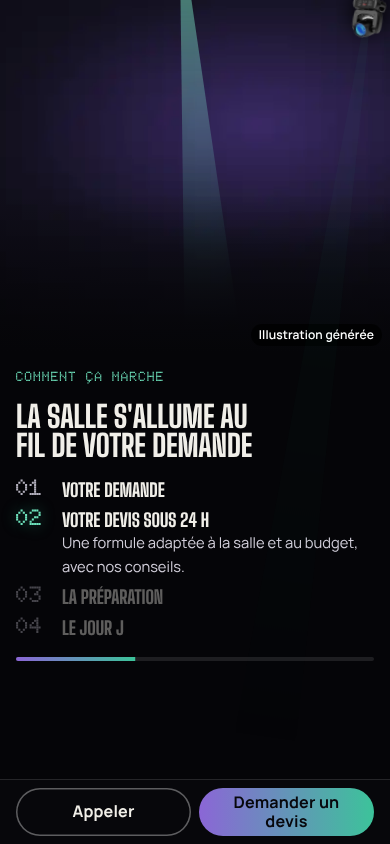 Illustration générée
COMMENT ÇA MARCHE
LA SALLE S'ALLUME AU
FIL DE VOTRE DEMANDE
01 VOTRE DEMANDE
02 VOTRE DEVIS SOUS 24 H
Une formule adaptée à la salle et au budget,
avec nos conseils.
03 LA PRÉPARATION
04 LE JOUR J
Appeler
Demander un
devis